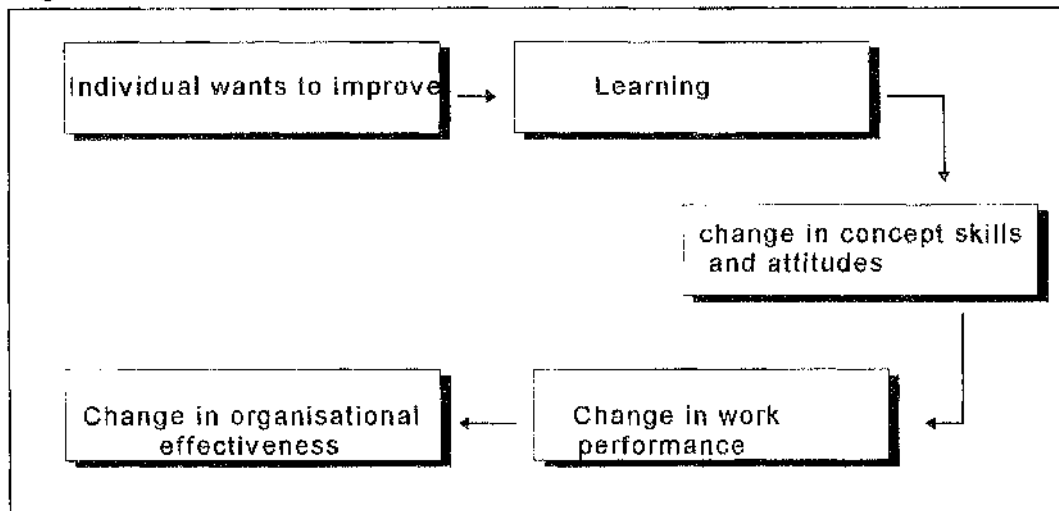 Individual wants to improve
Learning
change in concept skills
and attitudes
Change in work
performance
Change in organisational
effectiveness